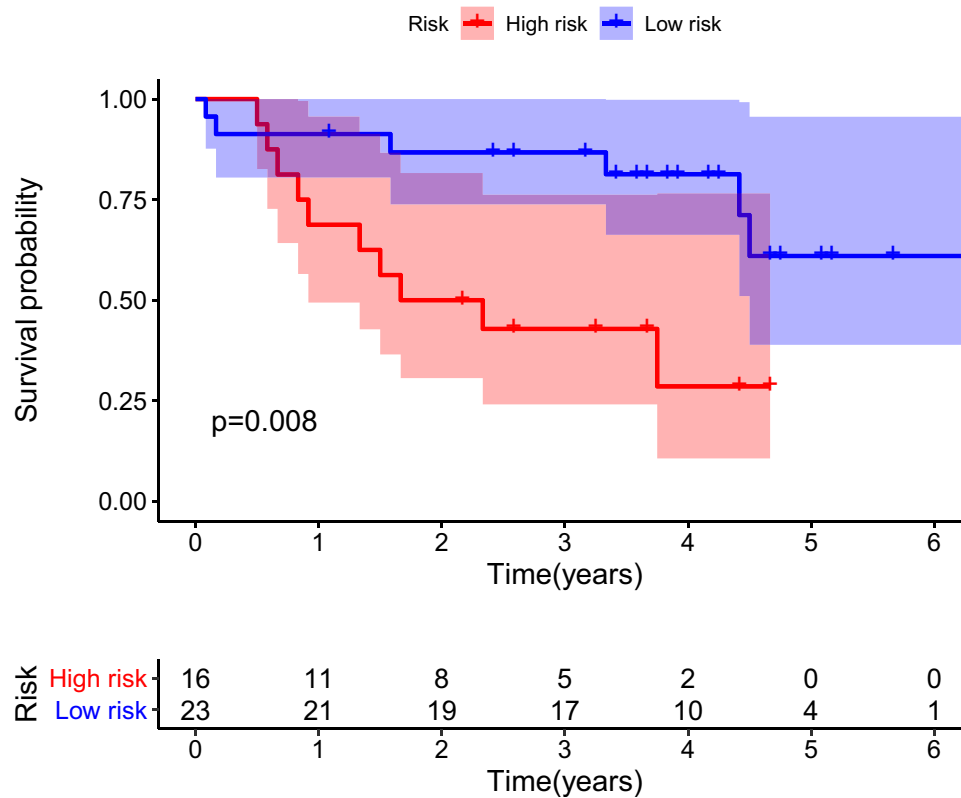 Risk High risk Low risk
Survival probability
1.00
0.75
0.50
0.25
0.00
p=0.008
0 1 2 3 4 5 6
Time(years)
Risk
High risk 16 11 8 5 2 0 0
Low risk 23 21 19 17 10 4 1
0 1 2 3 4 5 6
Time(years)